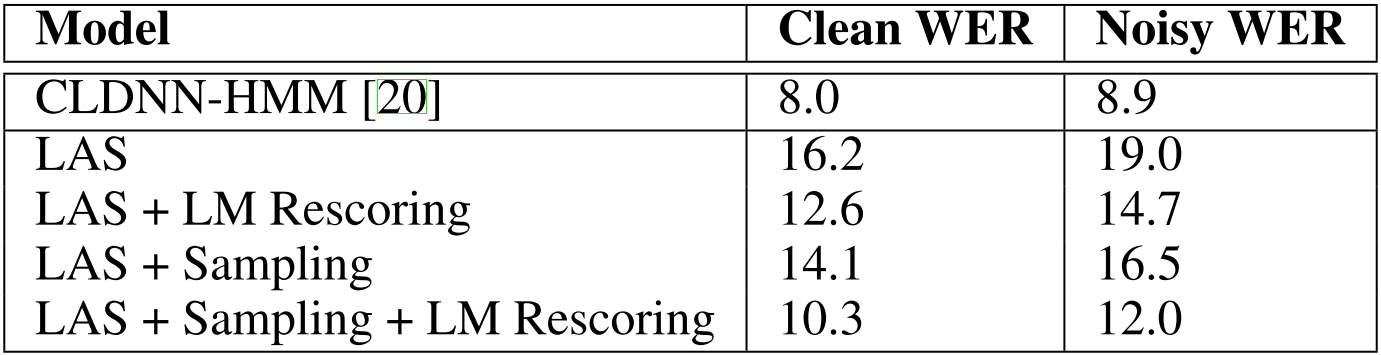 Model Clean WER Noisy WER
CLDNN-HMM [20] 8.0 8.9
LAS 16.2 19.0
LAS + LM Rescoring 12.6 14.7
LAS + Sampling 14.1 16.5
LAS + Sampling + LM Rescoring 10.3 12.0